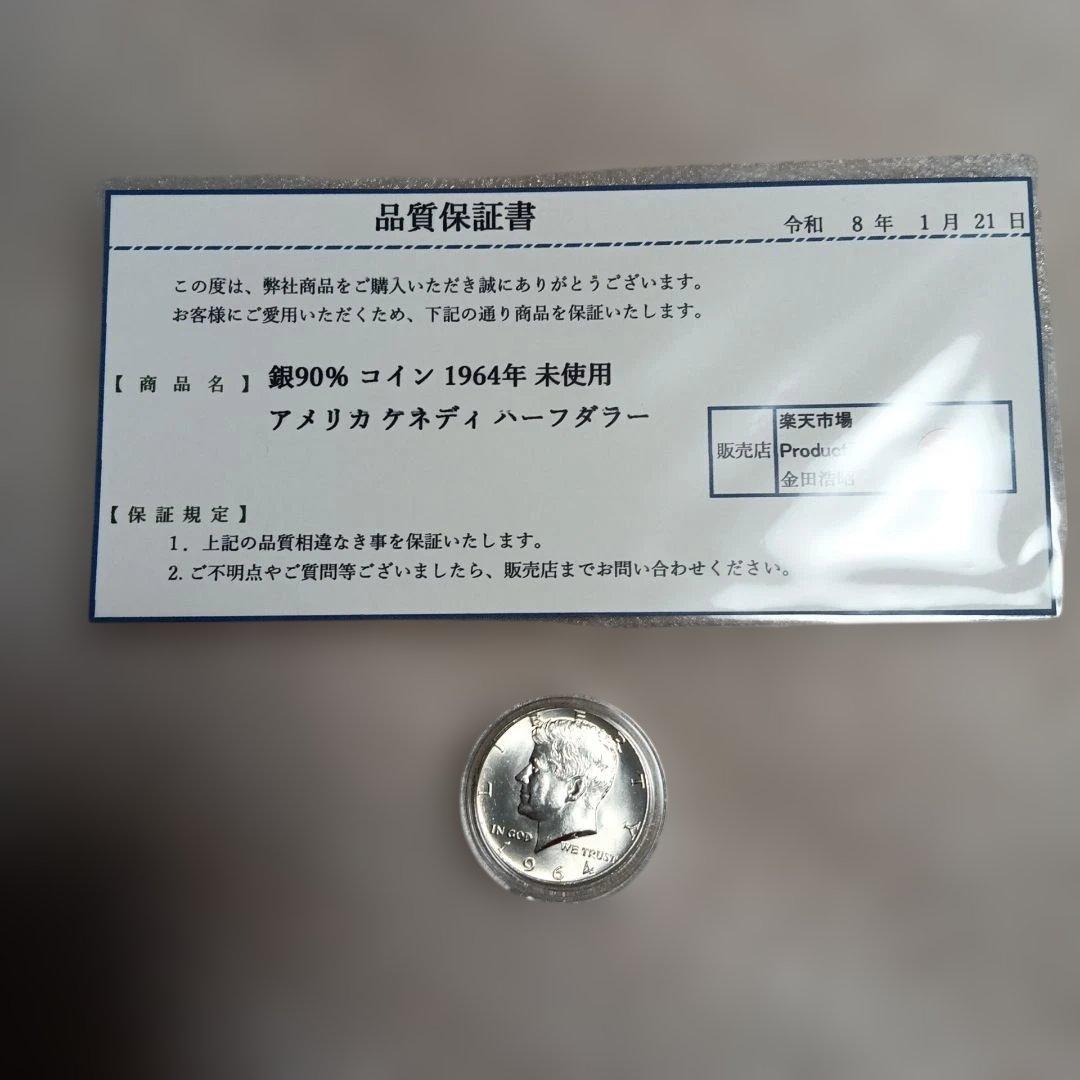 品質保証書
令和 8年 1月 21日
この度は、弊社商品をご購入いただき誠にありがとうございます。
お客様にご愛用いただくため、下記の通り商品を保証いたします。
【 商 品 名 】 銀90% コイン 1964年 未使用
アメリカ ケネディ ハーフダラー
販売店
楽天市場
Product
金田浩昭
【 保 証 規 定 】
1. 上記の品質相違なき事を保証いたします。
2. ご不明点やご質問等ございましたら、販売店までお問い合わせください。
LIBERTY
IN GOD WE TRUST
1964